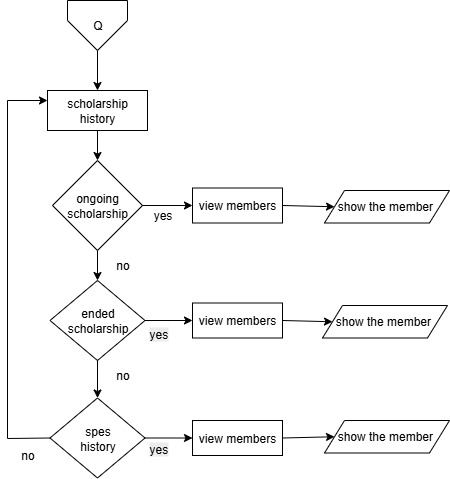 Q
scholarship
history
ongoing
scholarship
yes
view members
show the member
no
ended
scholarship
yes
view members
show the member
no
spes
history
yes
view members
show the member
no